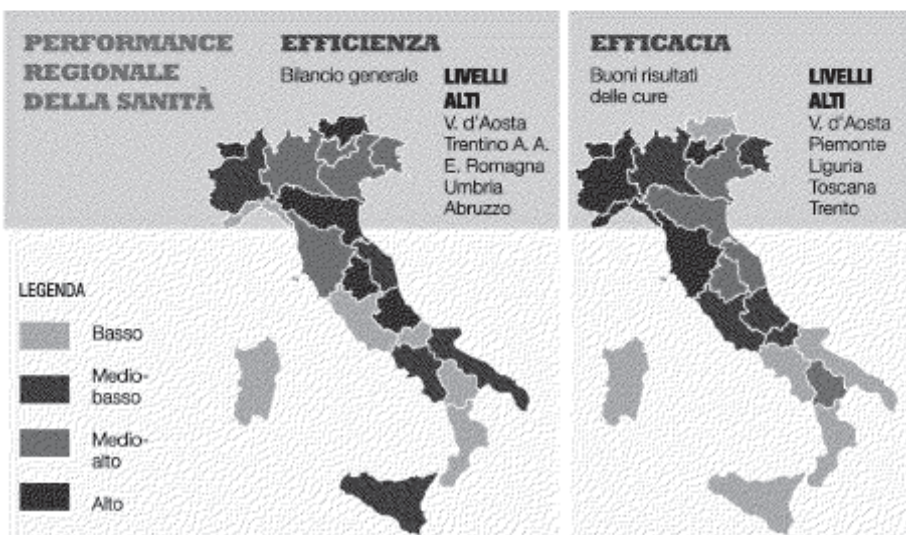 PERFORMANCE
REGIONALE
DELLA SANITÀ
EFFICIENZA
Bilancio generale
LIVELLI
ALTI
V. d'Aosta
Trentino A. A.
E. Romagna
Umbria
Abruzzo
EFFICACIA
Buoni risultati
delle cure
LIVELLI
ALTI
V. d'Aosta
Piemonte
Liguria
Toscana
Trento
LEGENDA
Basso
Medio-
basso
Medio-
alto
Alto